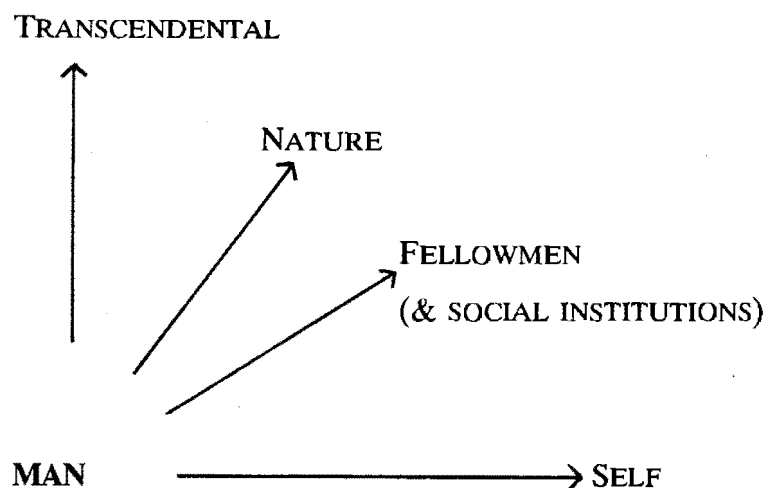 TRANSCENDENTAL
NATURE
FELLOWMEN
(& SOCIAL INSTITUTIONS)
MAN
SELF